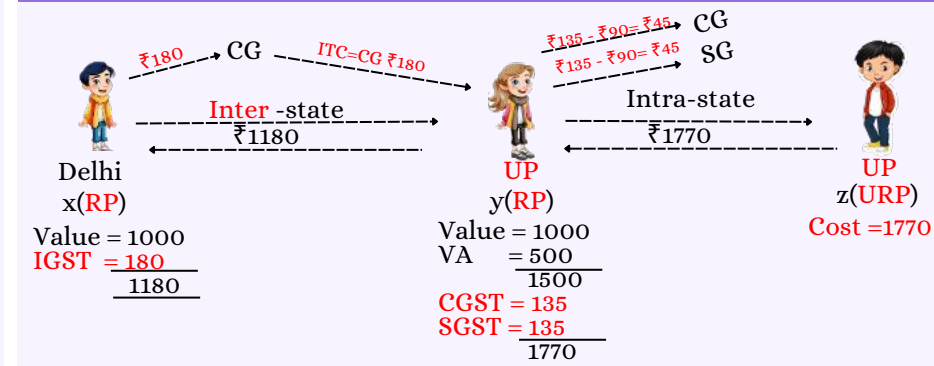 ₹180
CG
ITC=CG ₹180
₹135 - ₹90= ₹45
CG
₹135 - ₹90= ₹45
SG
Inter -state
₹1180
Intra-state
₹1770
Delhi
x(RP)
Value = 1000
IGST = 180
1180
UP
y(RP)
Value = 1000
VA = 500
1500
CGST = 135
SGST = 135
1770
UP
z(URP)
Cost =1770